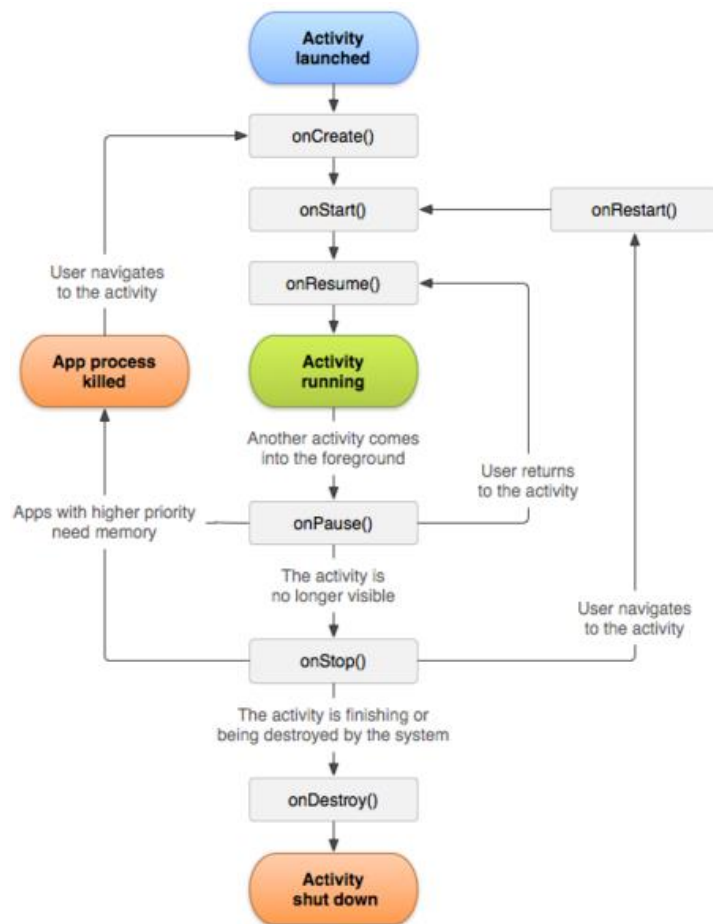 Activity
launched
onCreate()
onStart()
onRestart()
User navigates
to the activity
onResume()
App process
killed
Activity
running
Another activity comes
into the foreground
User returns
to the activity
Apps with higher priority
need memory
onPause()
The activity is
no longer visible
User navigates
to the activity
onStop()
The activity is finishing or
being destroyed by the system
onDestroy()
Activity
shut down